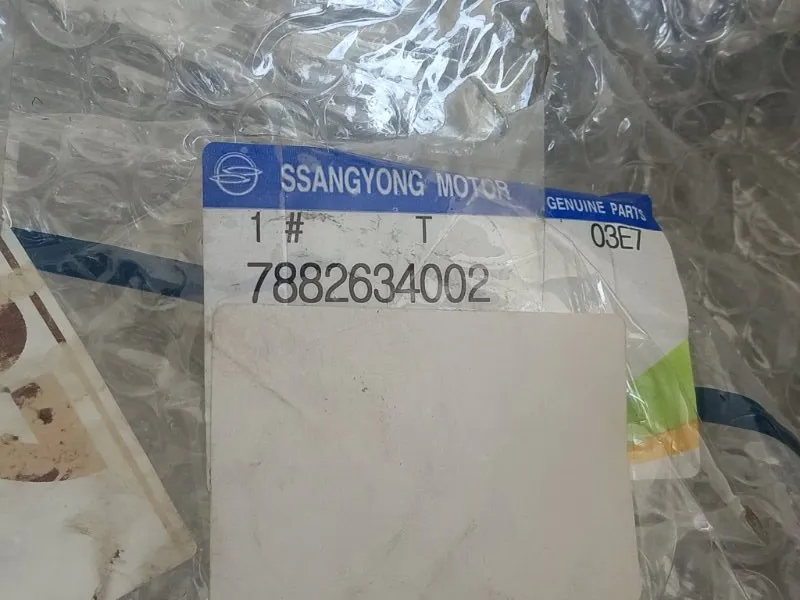 SSANGYONG MOTOR
GENUINE PARTS
1 # T 03E7
7882634002